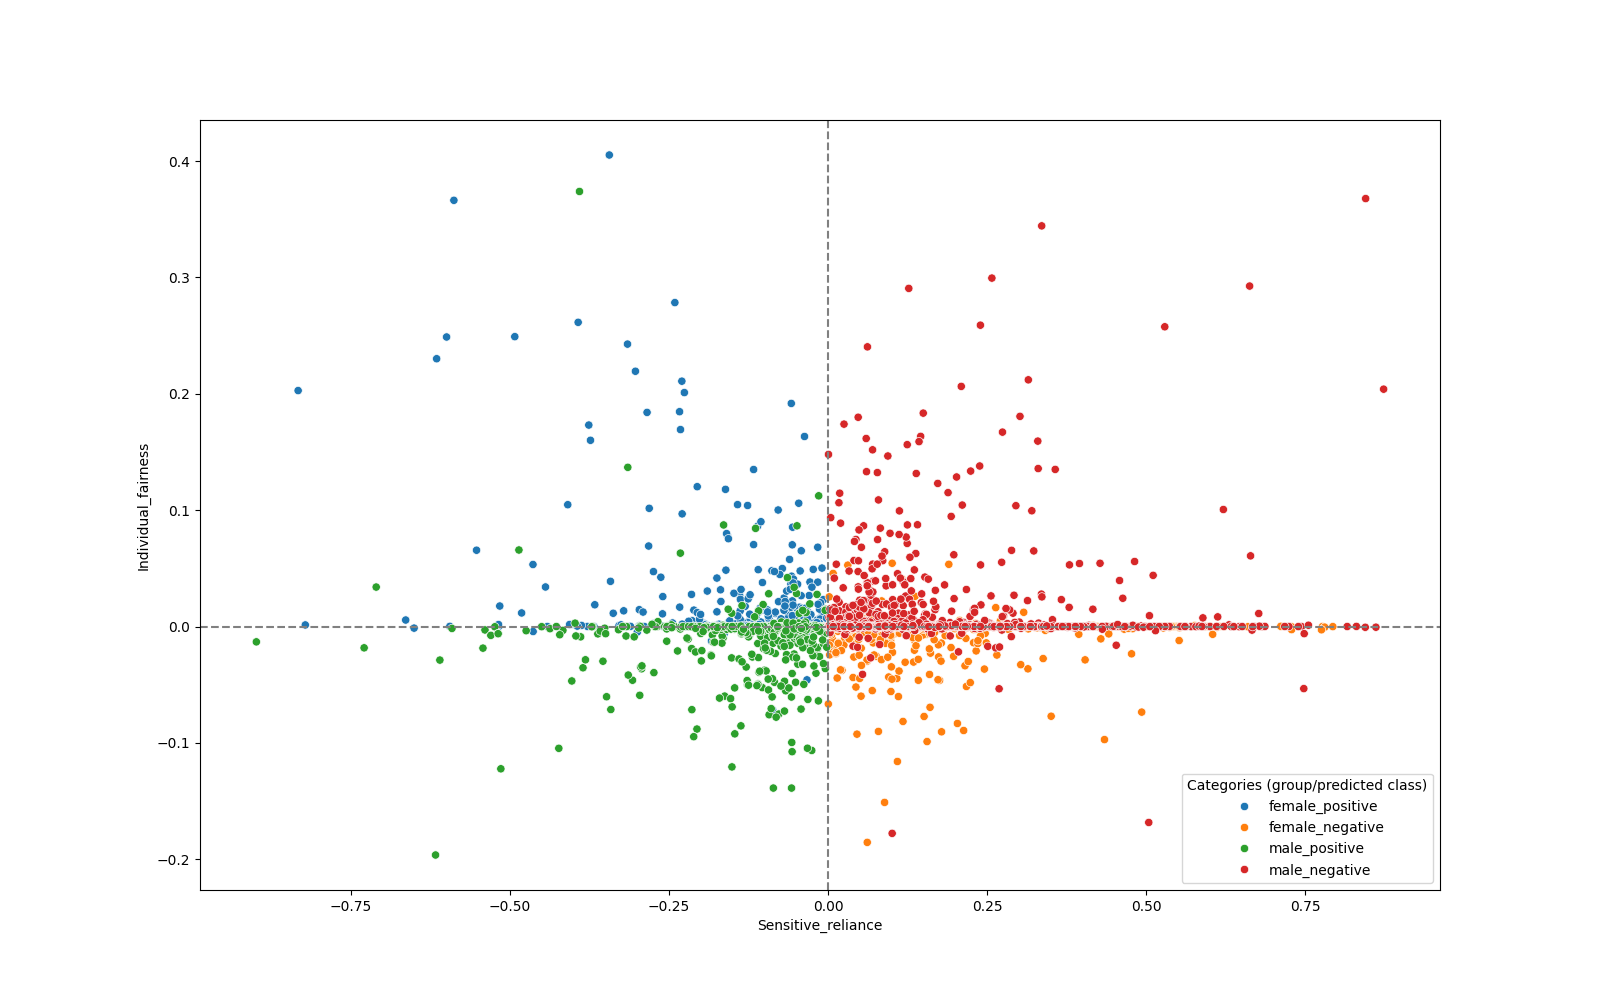 0.4
0.3
0.2
0.1
0.0
−0.1
−0.2
Individual_fairness
−0.75
−0.50
−0.25
0.00
0.25
0.50
0.75
Sensitive_reliance
Categories (group/predicted class)
female_positive
female_negative
male_positive
male_negative